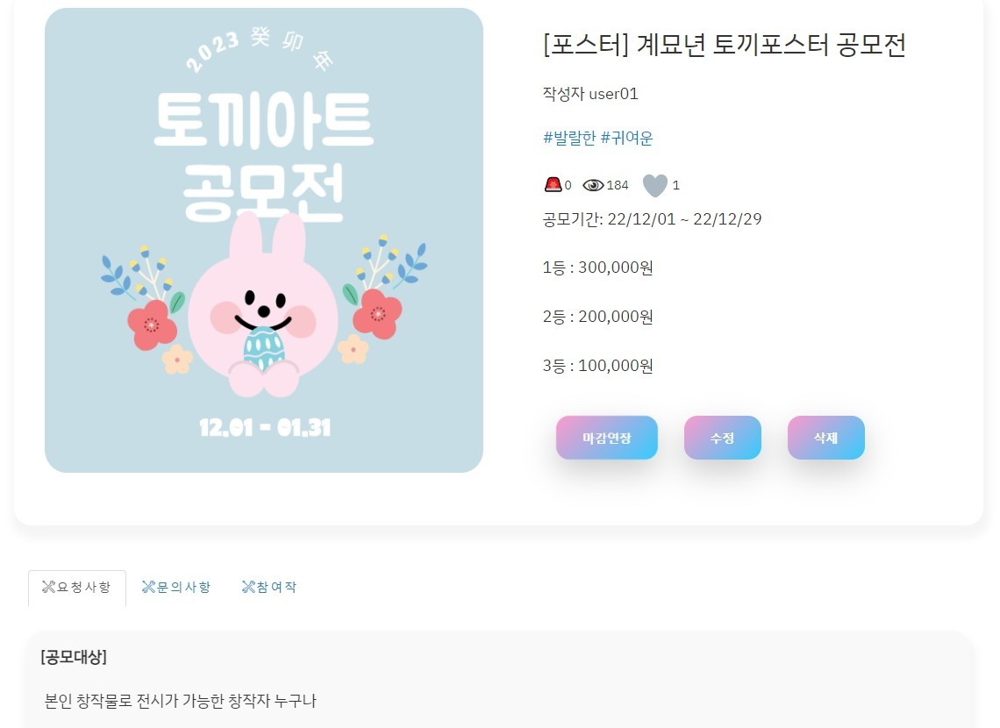 2023 癸 卯 年
토끼아트
공모전
12.01 - 01.31
[포스터] 계묘년 토끼포스터 공모전
작성자 user01
#발랄한 #귀여운
0 184 1
공모기간: 22/12/01 ~ 22/12/29
1등 : 300,000원
2등 : 200,000원
3등 : 100,000원
마감연장 수정 삭제
요청사항 문의사항 참여작
[공모대상]
본인 창작물로 전시가 가능한 창작자 누구나